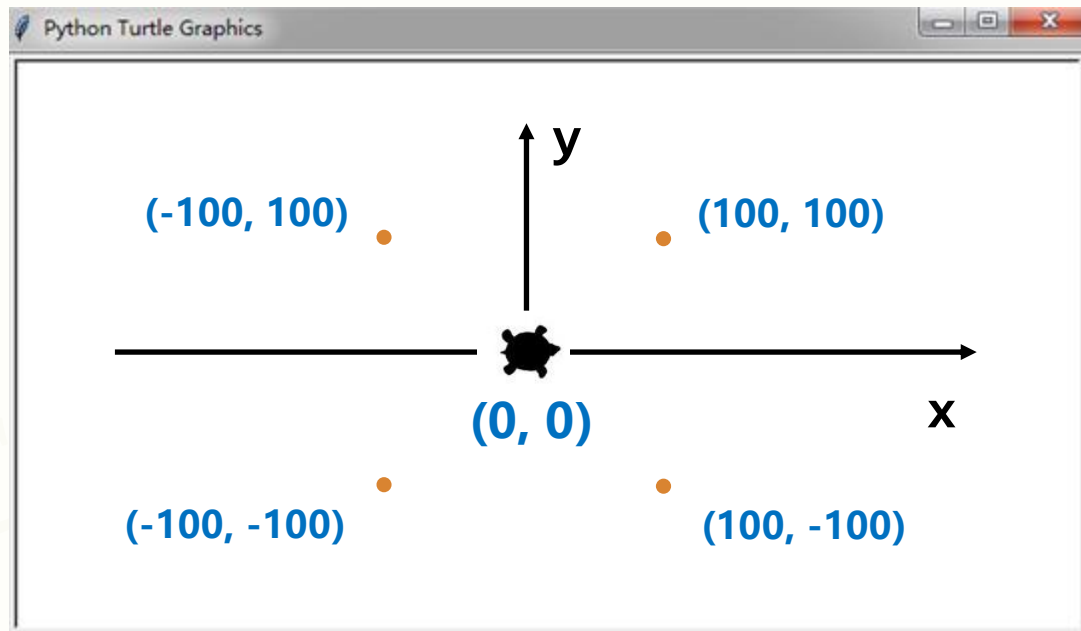 Python Turtle Graphics
y
(-100, 100)
(100, 100)
(0, 0)
x
(-100, -100)
(100, -100)